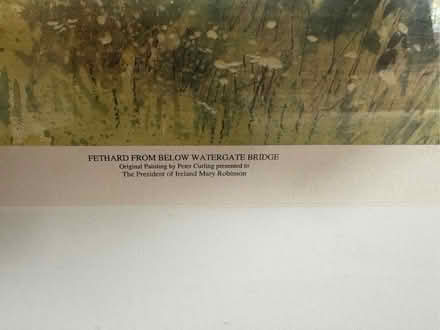 FETHARD FROM BELOW WATERGATE BRIDGE
Original Painting by Peter Curling presented to
The President of Ireland Mary Robinson